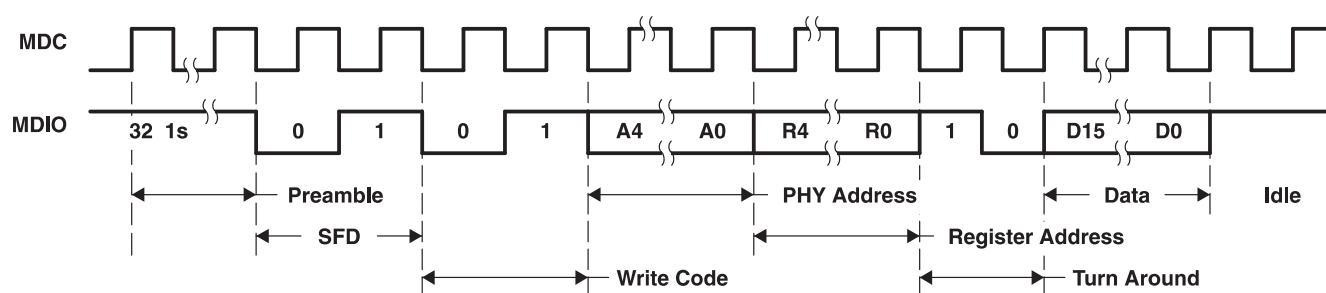 MDC
MDIO
32 1s 0 1 0 1 A4 A0 R4 R0 1 0 D15 D0
Preamble PHY Address Data Idle
SFD Register Address
Write Code Turn Around